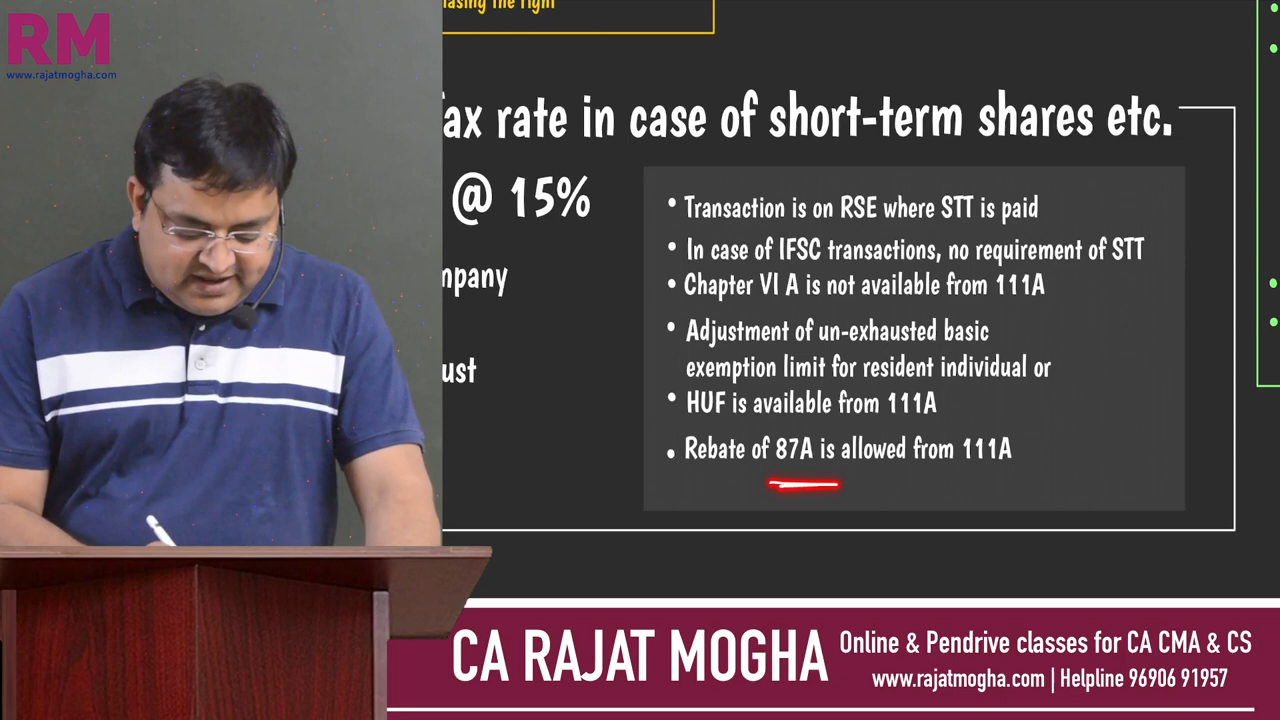 RM
www.rajatmogha.com
the right
ax rate in case of short-term shares etc.
@ 15%
• Transaction is on RSE where STT is paid
• In case of IFSC transactions, no requirement of STT
• Chapter VI A is not available from 111A
• Adjustment of un-exhausted basic
exemption limit for resident individual or
• HUF is available from 111A
• Rebate of 87A is allowed from 111A
mpany
ust
CA RAJAT MOGHA
Online & Pendrive classes for CA CMA & CS
www.rajatmogha.com | Helpline 96906 91957